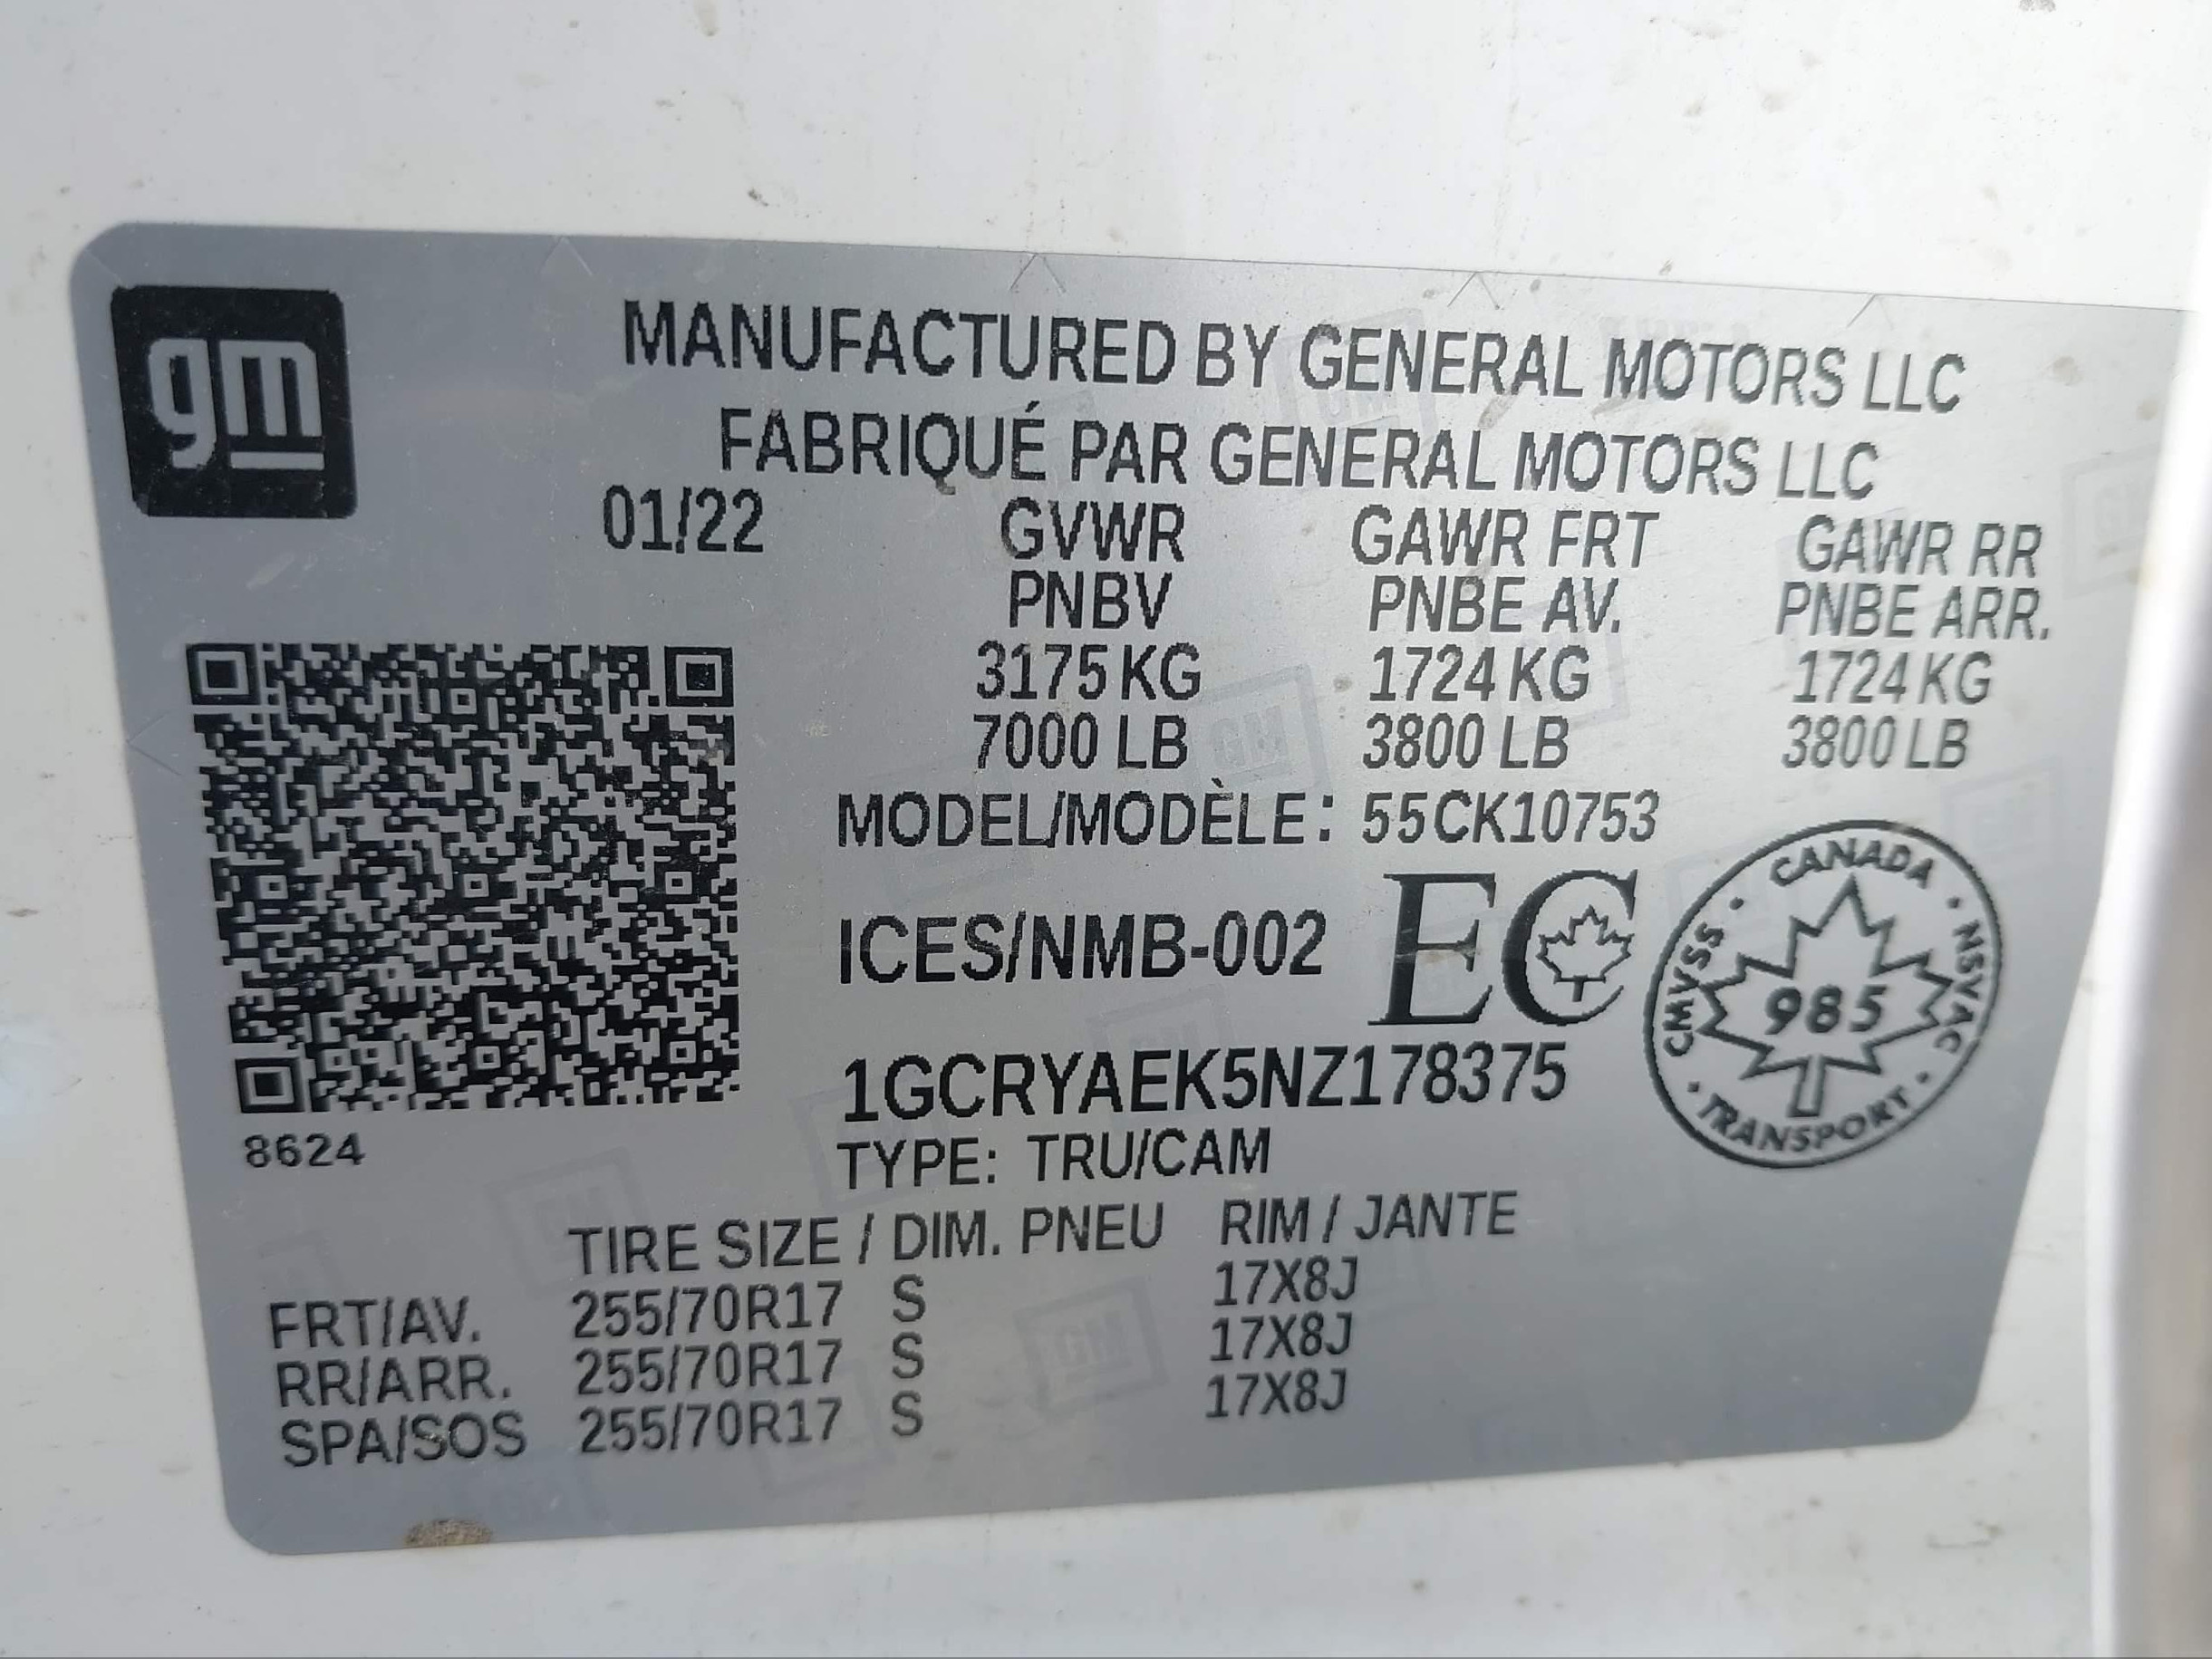 gm
MANUFACTURED BY GENERAL MOTORS LLC
FABRIQUÉ PAR GENERAL MOTORS LLC
01/22 GVWR GAWR FRT GAWR RR
PNBV PNBE AV. PNBE ARR.
3175 KG 1724 KG 1724 KG
7000 LB 3800 LB 3800 LB
MODEL/MODÈLE: 55CK10753
ICES/NMB-002 EC
CANADA • NSVAC • TRANSPORT • CMVSS •
985
1GCRYAEK5NZ178375
8624
TYPE: TRU/CAM
TIRE SIZE / DIM. PNEU RIM / JANTE
FRT/AV. 255/70R17 S 17X8J
RR/ARR. 255/70R17 S 17X8J
SPA/SOS 255/70R17 S 17X8J